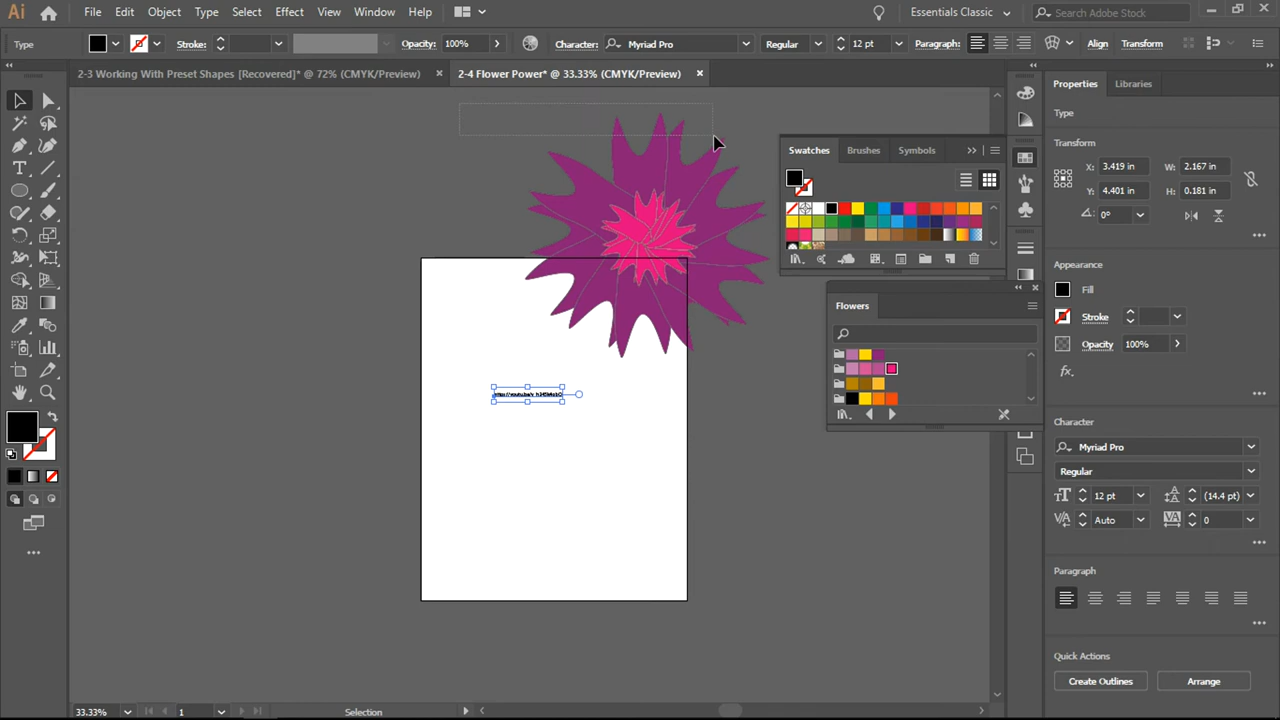 Ai File Edit Object Type Select Effect View Window Help Essentials Classic Search Adobe Stock
Type Stroke: Opacity: 100% Character: Myriad Pro Regular 12 pt Paragraph: Align Transform
2-3 Working With Preset Shapes [Recovered]* @ 72% (CMYK/Preview) 2-4 Flower Power* @ 33.33% (CMYK/Preview)
Properties Libraries
Type
Transform
X: 3.419 in W: 2.167 in
Y: 4.401 in H: 0.181 in
0°
Swatches Brushes Symbols
Appearance
Fill
Stroke
Opacity 100%
fx.
Flowers
Character
Myriad Pro
Regular
12 pt (14.4 pt)
Auto 0
Paragraph
Quick Actions
Create Outlines Arrange
33.33% 1 Selection